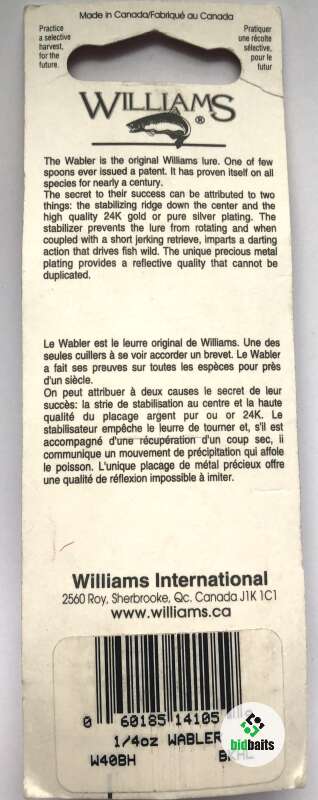 Made in Canada/Fabriqué au Canada
Practice
a selective
harvest,
for the
future.
Pratiquer
une récolte
sélective,
pour le
futur
WILLIAMS
®
The Wabler is the original Williams lure. One of few
spoons ever issued a patent. It has proven itself on all
species for nearly a century.
The secret to their success can be attributed to two
things: the stabilizing ridge down the center and the
high quality 24K gold or pure silver plating. The
stabilizer prevents the lure from rotating and when
coupled with a short jerking retrieve, imparts a darting
action that drives fish wild. The unique precious metal
plating provides a reflective quality that cannot be
duplicated.
Le Wabler est le leurre original de Williams. Une des
seules cuillers à se voir accorder un brevet. Le Wabler
a fait ses preuves sur toutes les espèces pour près
d'un siècle.
On peut attribuer à deux causes le secret de leur
succès: la strie de stabilisation au centre et la haute
qualité du placage argent pur ou or 24K. Le
stabilisateur empêche le leurre de tourner et, s'il est
accompagné d'une récupération d'un coup sec, il
communique un mouvement de précipitation qui affole
le poisson. L'unique placage de métal précieux offre
une qualité de réflexion impossible à imiter.
Williams International
2560 Roy, Sherbrooke, Qc. Canada J1K 1C1
www.williams.ca
0 60185 14105
1/4oz WABLER
W40BH
bidbaits